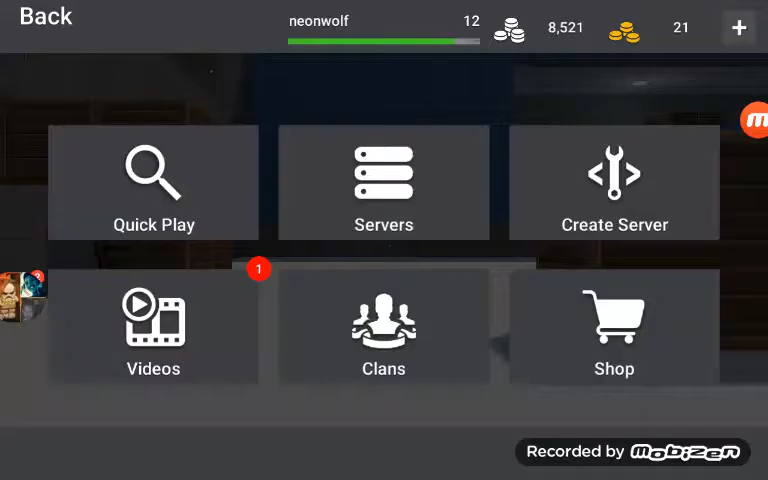 Back
neonwolf 12
8,521
21
+
Quick Play
Servers
Create Server
1
Videos
Clans
Shop
Recorded by Mobizen